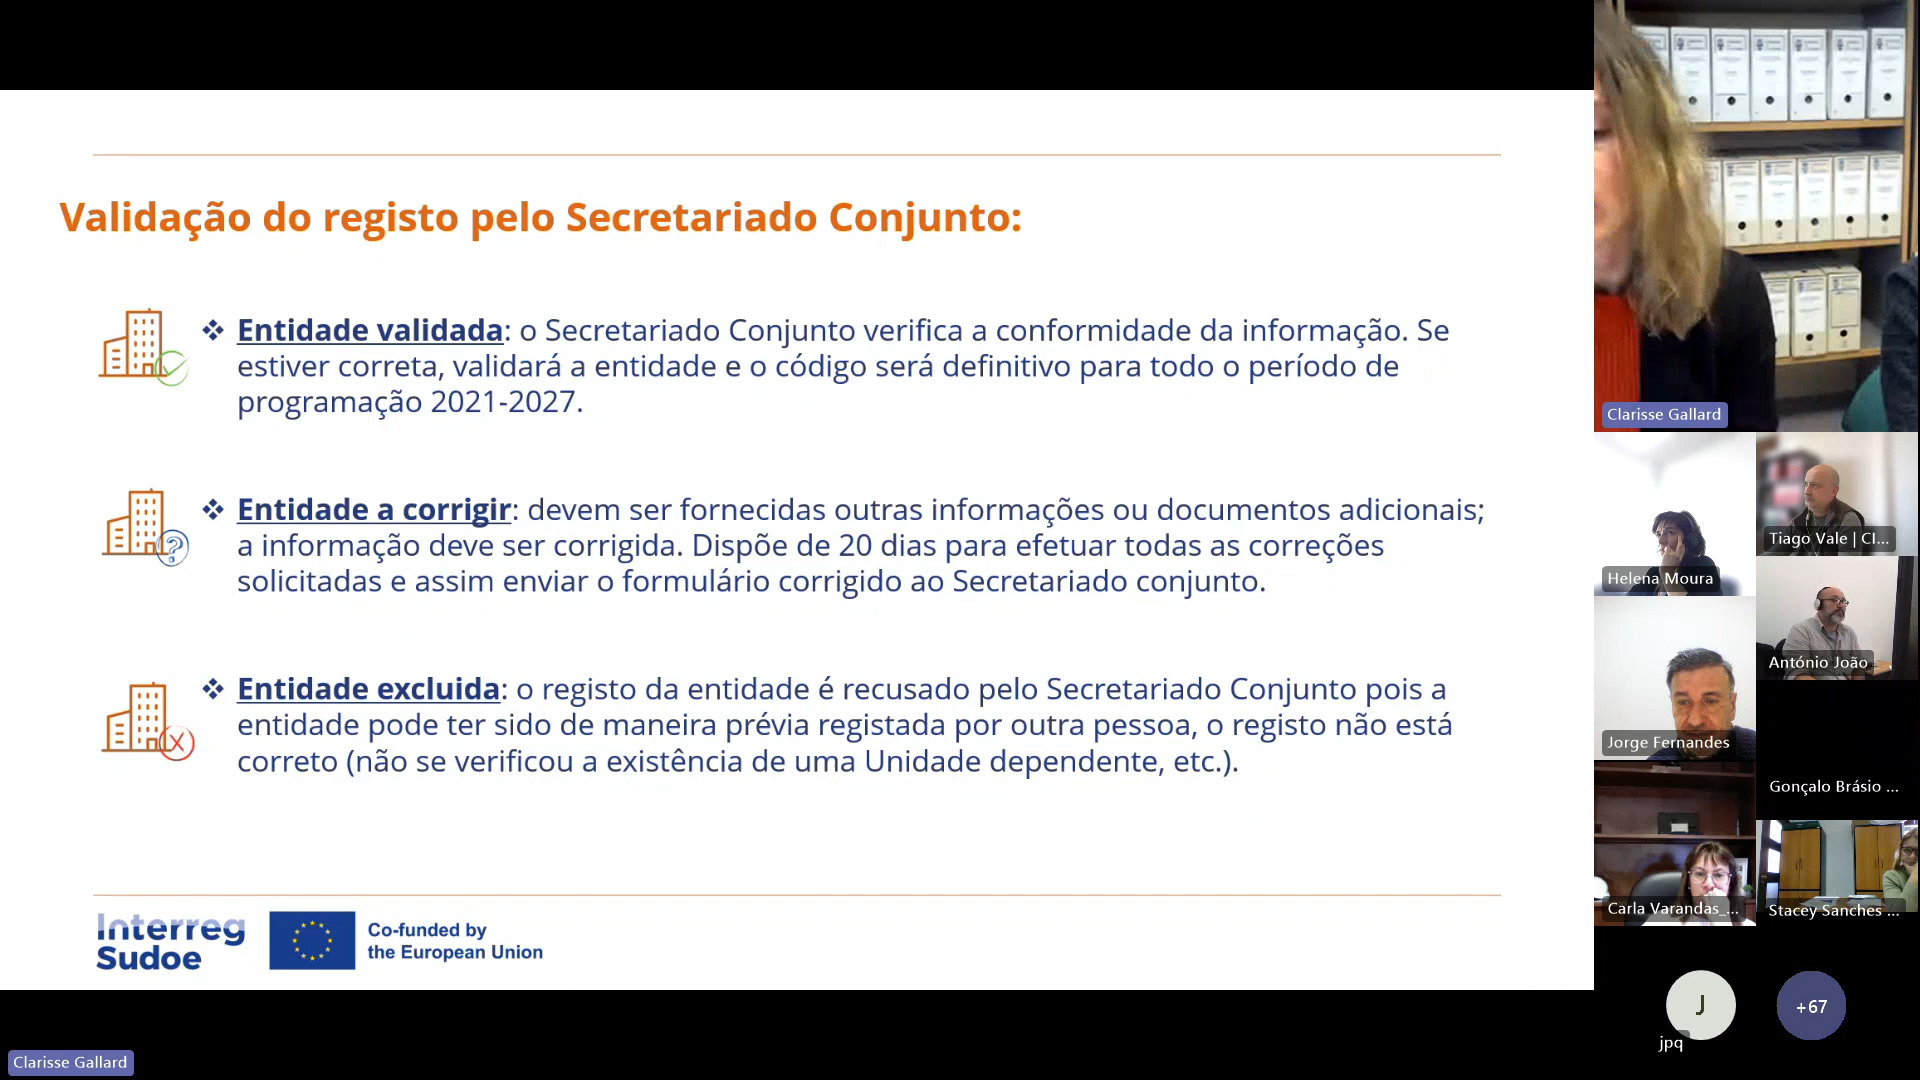 Validação do registo pelo Secretariado Conjunto:
❖ Entidade validada: o Secretariado Conjunto verifica a conformidade da informação. Se
estiver correta, validará a entidade e o código será definitivo para todo o período de
programação 2021-2027.
❖ Entidade a corrigir: devem ser fornecidas outras informações ou documentos adicionais;
a informação deve ser corrigida. Dispõe de 20 dias para efetuar todas as correções
solicitadas e assim enviar o formulário corrigido ao Secretariado conjunto.
❖ Entidade excluida: o registo da entidade é recusado pelo Secretariado Conjunto pois a
entidade pode ter sido de maneira prévia registada por outra pessoa, o registo não está
correto (não se verificou a existência de uma Unidade dependente, etc.).
Interreg
Sudoe
Co-funded by
the European Union
Clarisse Gallard
Clarisse Gallard
Helena Moura
Tiago Vale | CI...
António João
Jorge Fernandes
Gonçalo Brásio ...
Carla Varandas_...
Stacey Sanches ...
J
jpq
+67